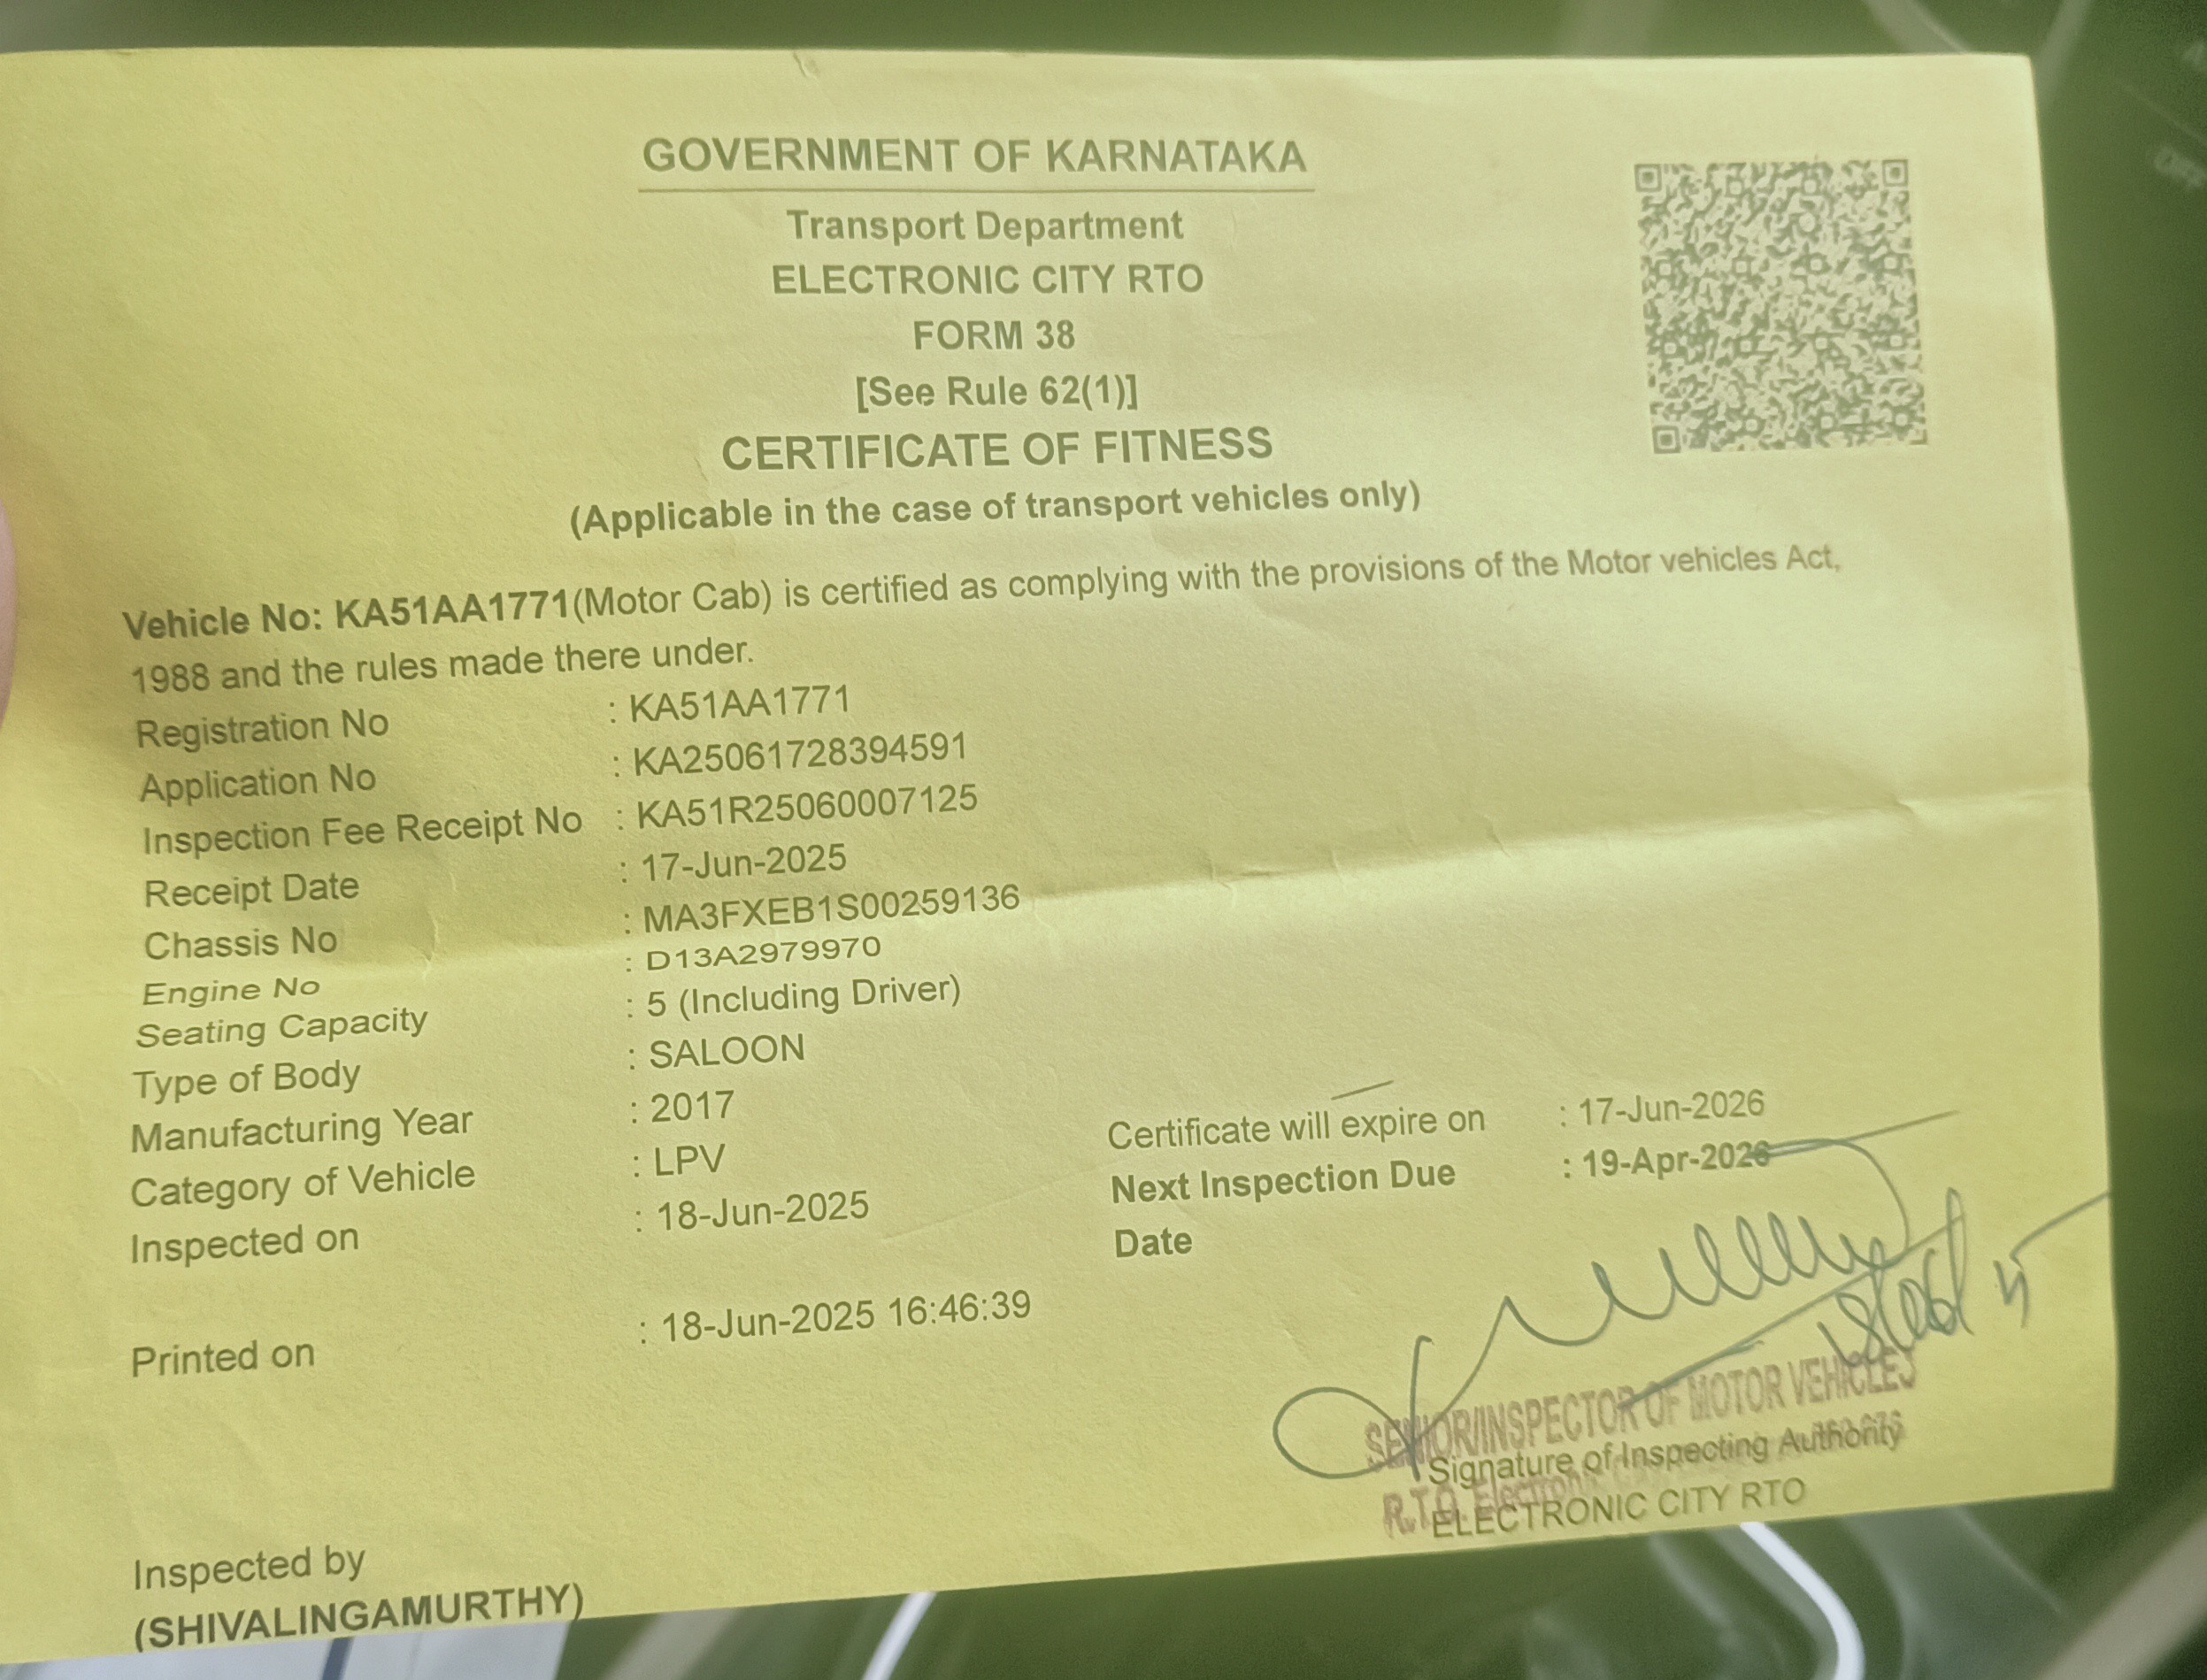 GOVERNMENT OF KARNATAKA
Transport Department
ELECTRONIC CITY RTO
FORM 38
[See Rule 62(1)]
CERTIFICATE OF FITNESS
(Applicable in the case of transport vehicles only)
Vehicle No: KA51AA1771(Motor Cab) is certified as complying with the provisions of the Motor vehicles Act,
1988 and the rules made there under.
Registration No : KA51AA1771
Application No : KA25061728394591
Inspection Fee Receipt No : KA51R25060007125
Receipt Date : 17-Jun-2025
Chassis No : MA3FXEB1S00259136
Engine No : D13A2979970
Seating Capacity : 5 (Including Driver)
Type of Body : SALOON
Manufacturing Year : 2017
Category of Vehicle : LPV
Inspected on : 18-Jun-2025
Certificate will expire on : 17-Jun-2026
Next Inspection Due : 19-Apr-2026
Date
Printed on : 18-Jun-2025 16:46:39
SENIOR/INSPECTOR OF MOTOR VEHICLES
Signature of Inspecting Authority
R.T.O. Electronic
ELECTRONIC CITY RTO
Inspected by
(SHIVALINGAMURTHY)